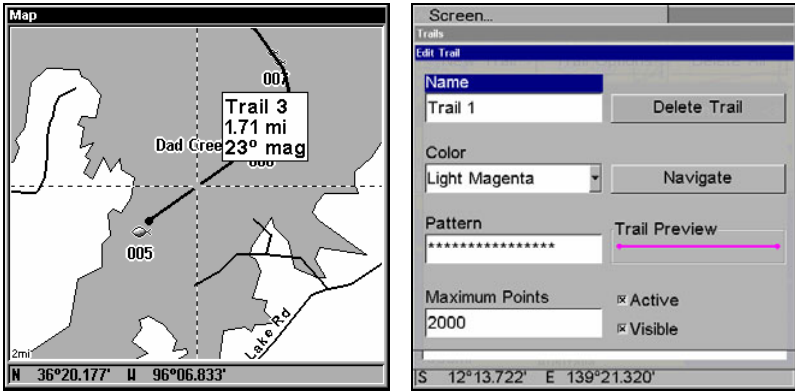 Map
007
Trail 3
1.71 mi
23º mag
Dad Cree
005
Lake Rd
2mi
N 36º20.177' W 96º06.833'
Screen...
Trails
Edit Trail
Name
Trail 1
Delete Trail
Color
Light Magenta
Navigate
Pattern
****************
Trail Preview
Maximum Points
2000
Active
Visible
S 12º13.722' E 139º21.320'